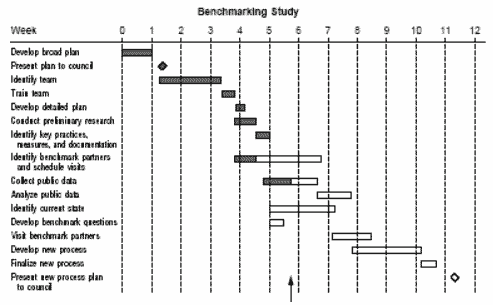 Benchmarking Study
Week 0 1 2 3 4 5 6 7 8 9 10 11 12
Develop broad plan
Present plan to council
Identify team
Train team
Develop detailed plan
Conduct preliminary research
Identify key practices,
measures, and documentation
Identify benchmark partners
and schedule visits
Collect public data
Analyze public data
Identify current state
Develop benchmark questions
Visit benchmark partners
Develop new process
Finalize new process
Present new process plan
to council